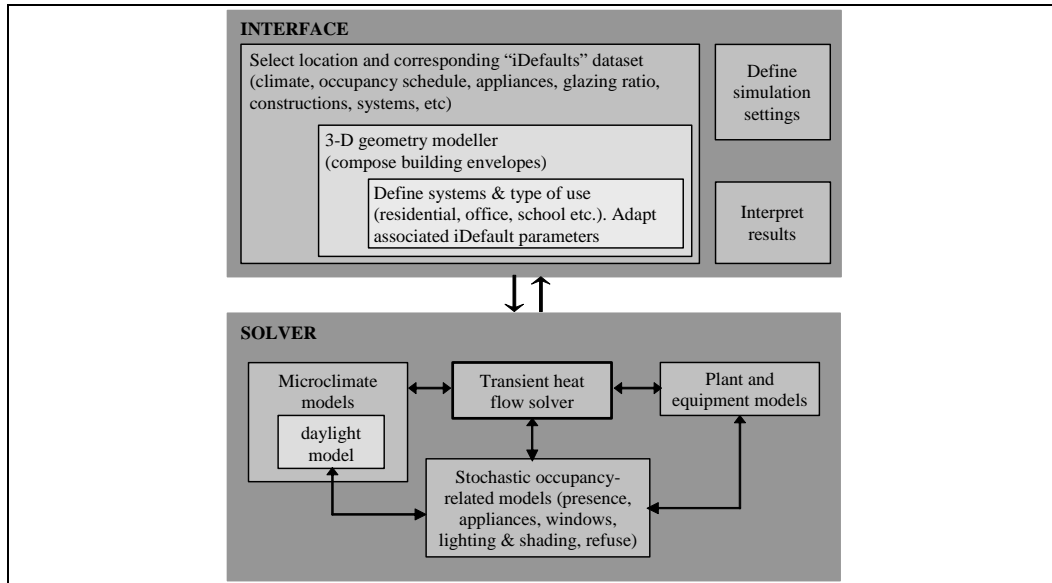 INTERFACE
Select location and corresponding “iDefaults” dataset
(climate, occupancy schedule, appliances, glazing ratio,
constructions, systems, etc)
3-D geometry modeller
(compose building envelopes)
Define systems & type of use
(residential, office, school etc.). Adapt
associated iDefault parameters
Define
simulation
settings
Interpret
results
SOLVER
Microclimate
models
daylight
model
Transient heat
flow solver
Plant and
equipment models
Stochastic occupancy-
related models (presence,
appliances, windows,
lighting & shading, refuse)